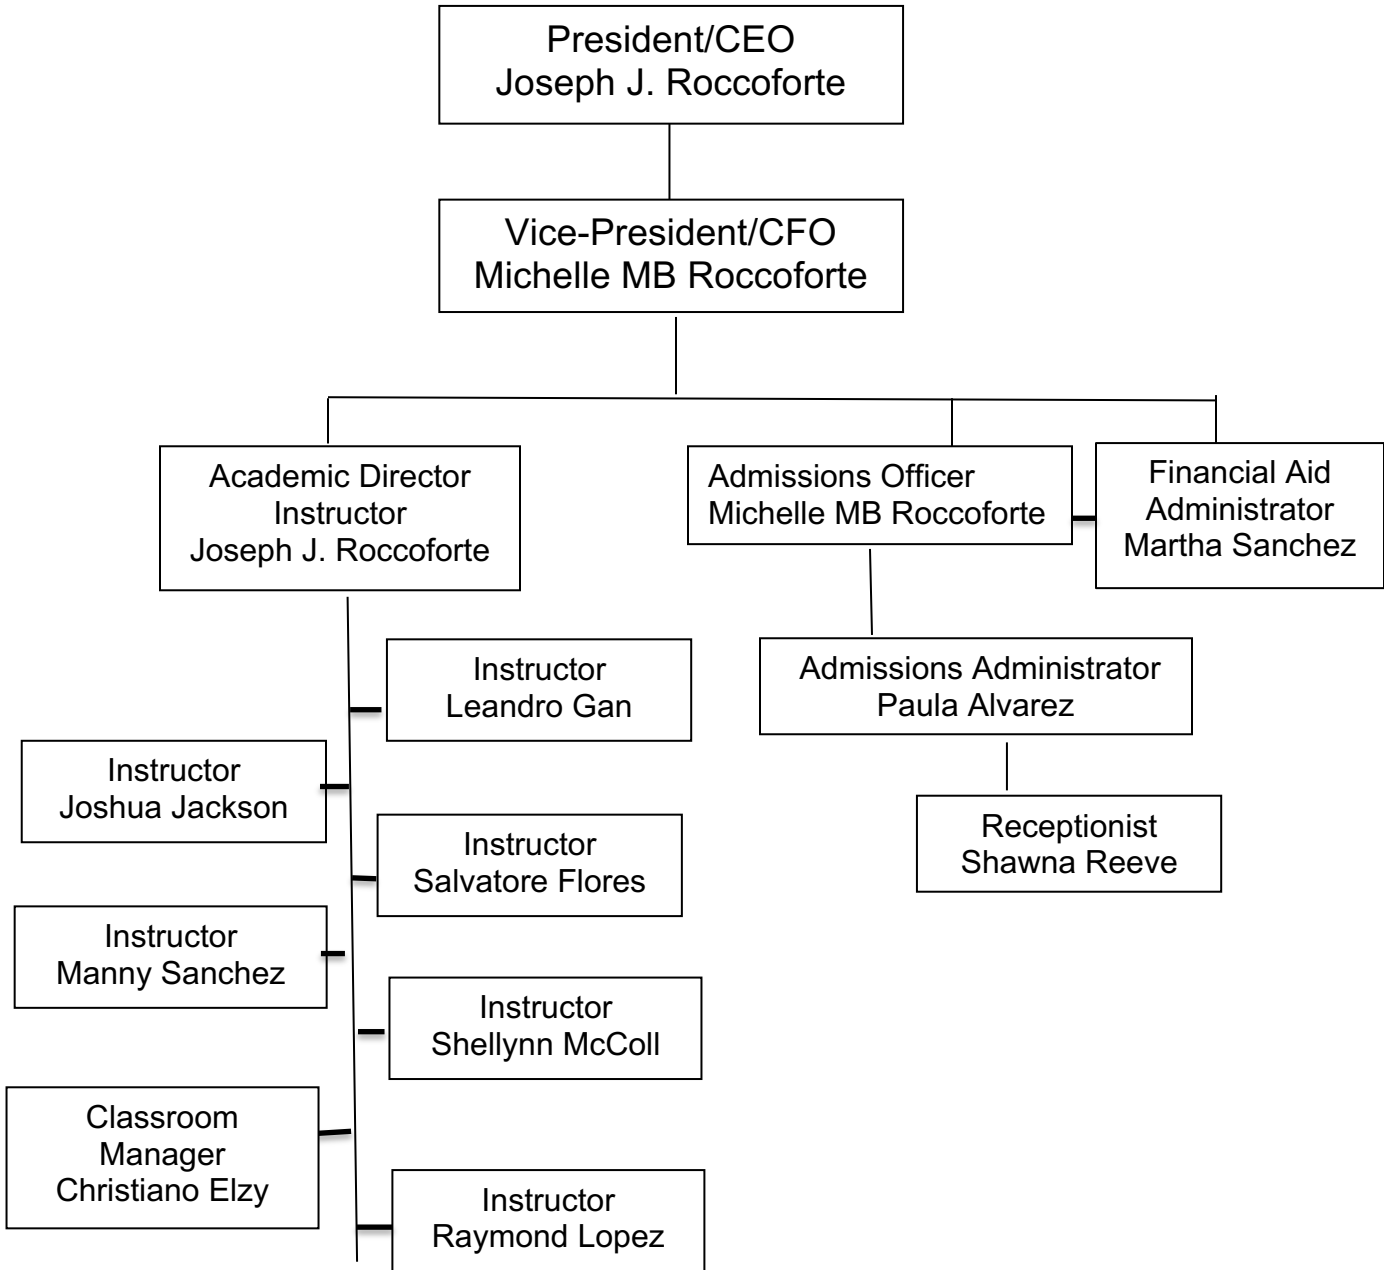 President/CEO
Joseph J. Roccoforte
Vice-President/CFO
Michelle MB Roccoforte
Academic Director
Instructor
Joseph J. Roccoforte
Admissions Officer
Michelle MB Roccoforte
Financial Aid
Administrator
Martha Sanchez
Instructor
Leandro Gan
Admissions Administrator
Paula Alvarez
Instructor
Joshua Jackson
Receptionist
Shawna Reeve
Instructor
Salvatore Flores
Instructor
Manny Sanchez
Instructor
Shellynn McColl
Classroom
Manager
Christiano Elzy
Instructor
Raymond Lopez